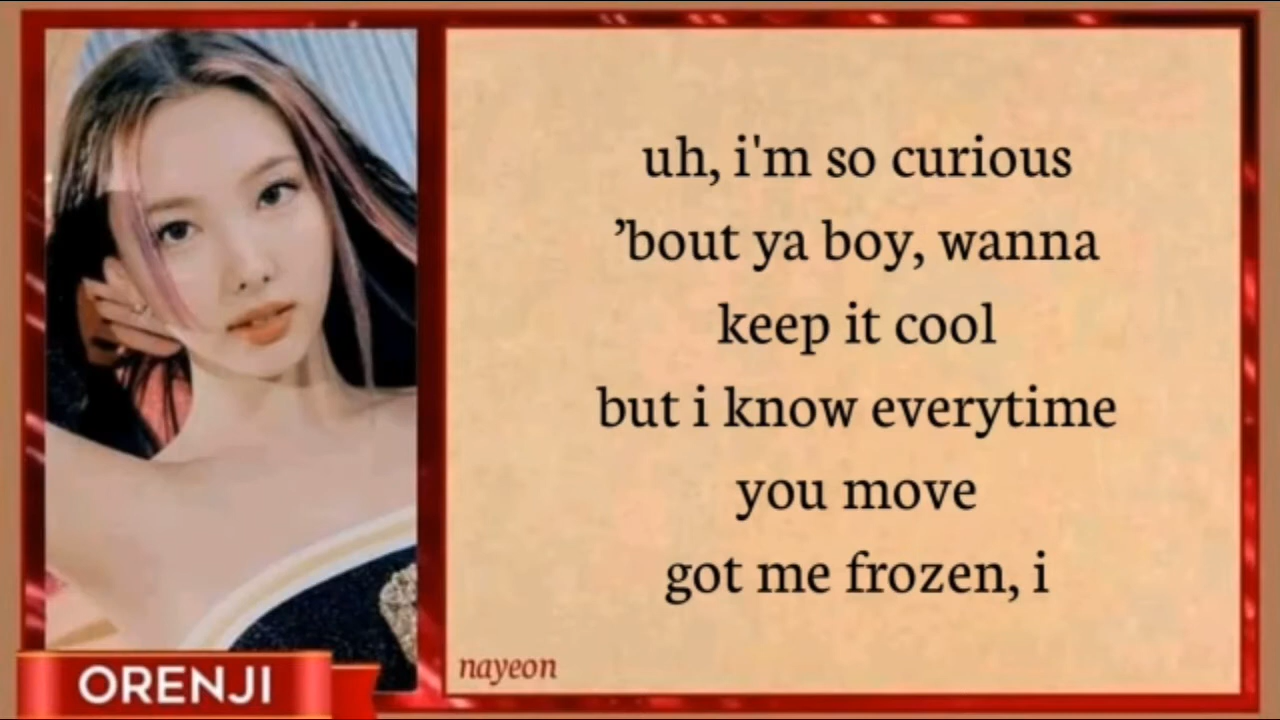 uh, i'm so curious
’bout ya boy, wanna
keep it cool
but i know everytime
you move
got me frozen, i
nayeon
ORENJI